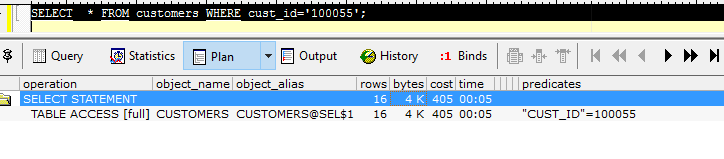 SELECT * FROM customers WHERE cust_id='100055';
Query Statistics Plan Output History :1 Binds
operation object_name object_alias rows bytes cost time predicates
SELECT STATEMENT 16 4 K 405 00:05
TABLE ACCESS [full] CUSTOMERS CUSTOMERS@SEL$1 16 4 K 405 00:05 "CUST_ID"=100055